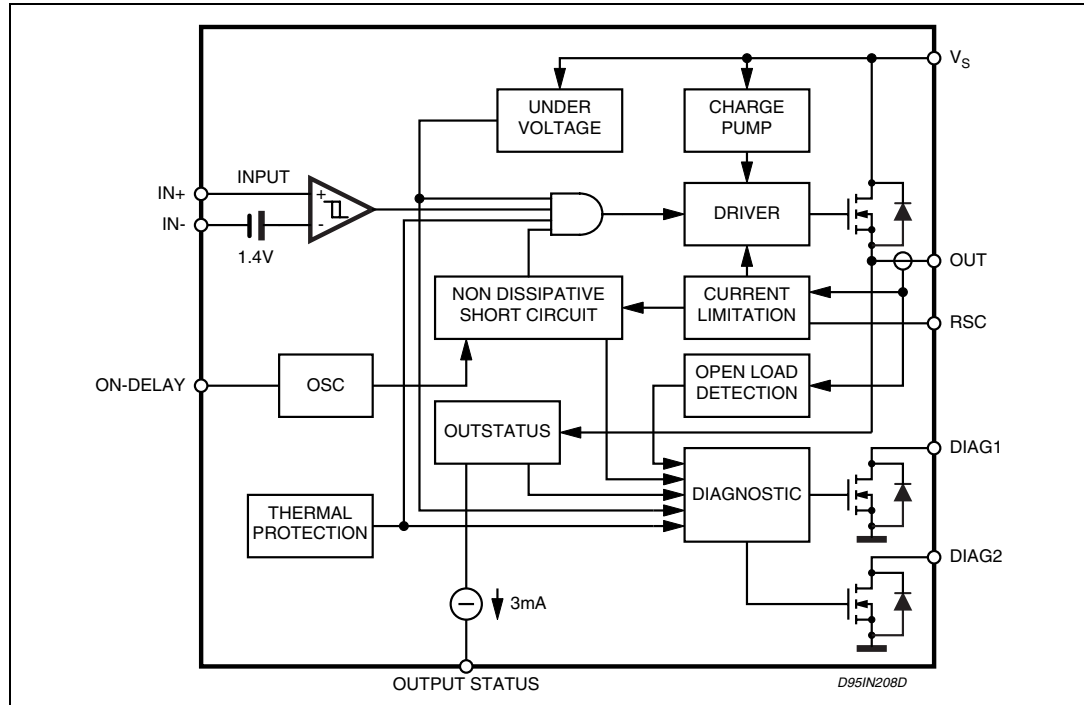 V_S
UNDER
VOLTAGE
CHARGE
PUMP
IN+
INPUT
+
IN-
-
1.4V
DRIVER
OUT
NON DISSIPATIVE
SHORT CIRCUIT
CURRENT
LIMITATION
RSC
ON-DELAY
OSC
OPEN LOAD
DETECTION
OUTSTATUS
DIAG1
DIAGNOSTIC
THERMAL
PROTECTION
DIAG2
3mA
OUTPUT STATUS
D95IN208D